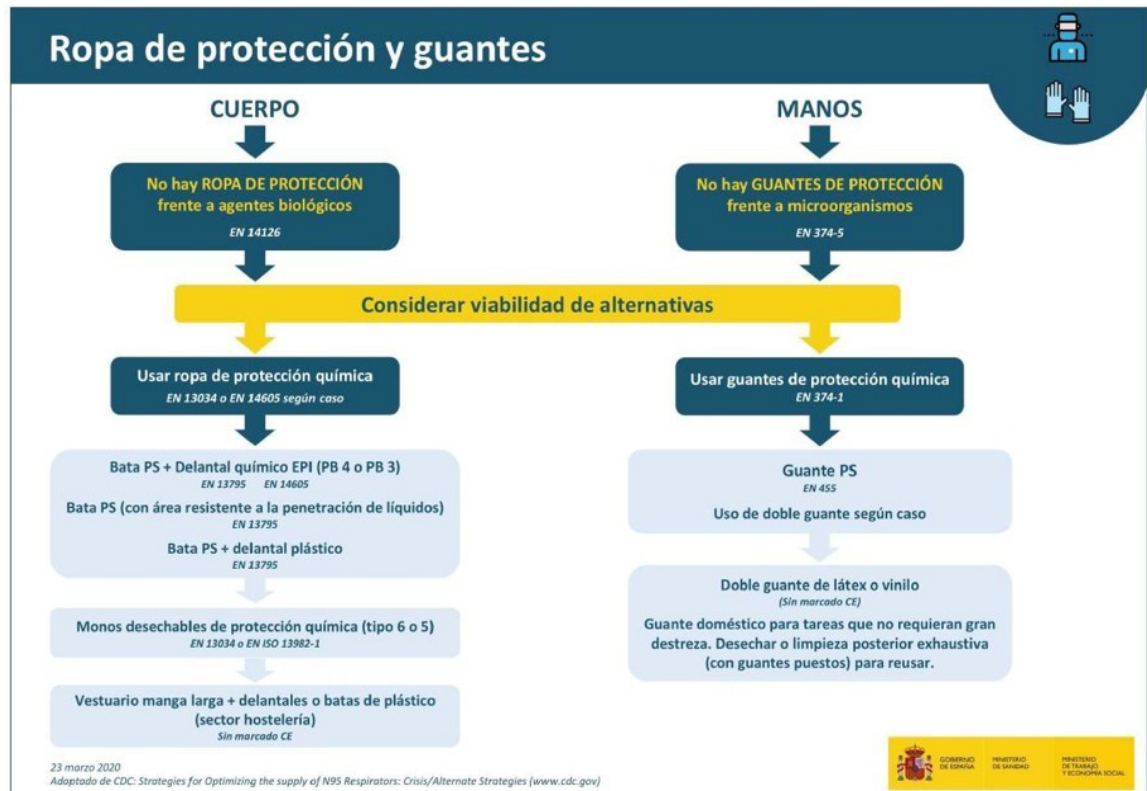 Ropa de protección y guantes
CUERPO
No hay ROPA DE PROTECCIÓN
frente a agentes biológicos
EN 14126
MANOS
No hay GUANTES DE PROTECCIÓN
frente a microorganismos
EN 374-5
Considerar viabilidad de alternativas
Usar ropa de protección química
EN 13034 o EN 14605 según caso
Bata PS + Delantal químico EPI (PB 4 o PB 3)
EN 13795 EN 14605
Bata PS (con área resistente a la penetración de líquidos)
EN 13795
Bata PS + delantal plástico
EN 13795
Monos desechables de protección química (tipo 6 o 5)
EN 13034 o EN ISO 13982-1
Vestuario manga larga + delantales o batas de plástico
(sector hostelería)
Sin marcado CE
Usar guantes de protección química
EN 374-1
Guante PS
EN 455
Uso de doble guante según caso
Doble guante de látex o vinilo
(Sin marcado CE)
Guante doméstico para tareas que no requieran gran
destreza. Desechar o limpieza posterior exhaustiva
(con guantes puestos) para reusar.
23 marzo 2020
Adaptado de CDC: Strategies for Optimizing the supply of N95 Respirators: Crisis/Alternate Strategies (www.cdc.gov)
GOBIERNO
DE ESPAÑA
MINISTERIO
DE SANIDAD
MINISTERIO
DE TRABAJO
Y ECONOMÍA SOCIAL